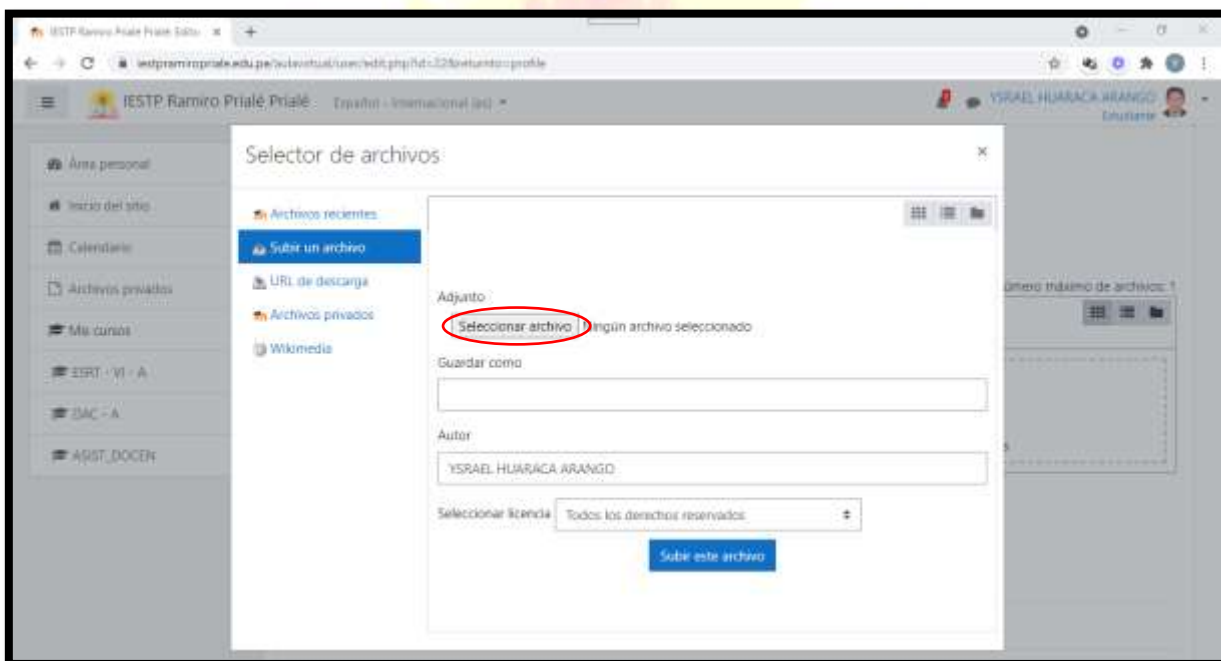 IESTP Ramiro Prialé Prialé
YSRAEL HUARACA ARANGO
Estudiante
Área personal
Inicio del sitio
Calendario
Archivos privados
Mis cursos
ESRT - VI - A
DAC - A
ASIST_DOCEN
Selector de archivos
Archivos recientes
Subir un archivo
URL de descarga
Archivos privados
Wikimedia
Adjunto
Seleccionar archivo Ningún archivo seleccionado
Guardar como
Autor
YSRAEL HUARACA ARANGO
Seleccionar licencia Todos los derechos reservados
Subir este archivo
máximo de archivos: 1